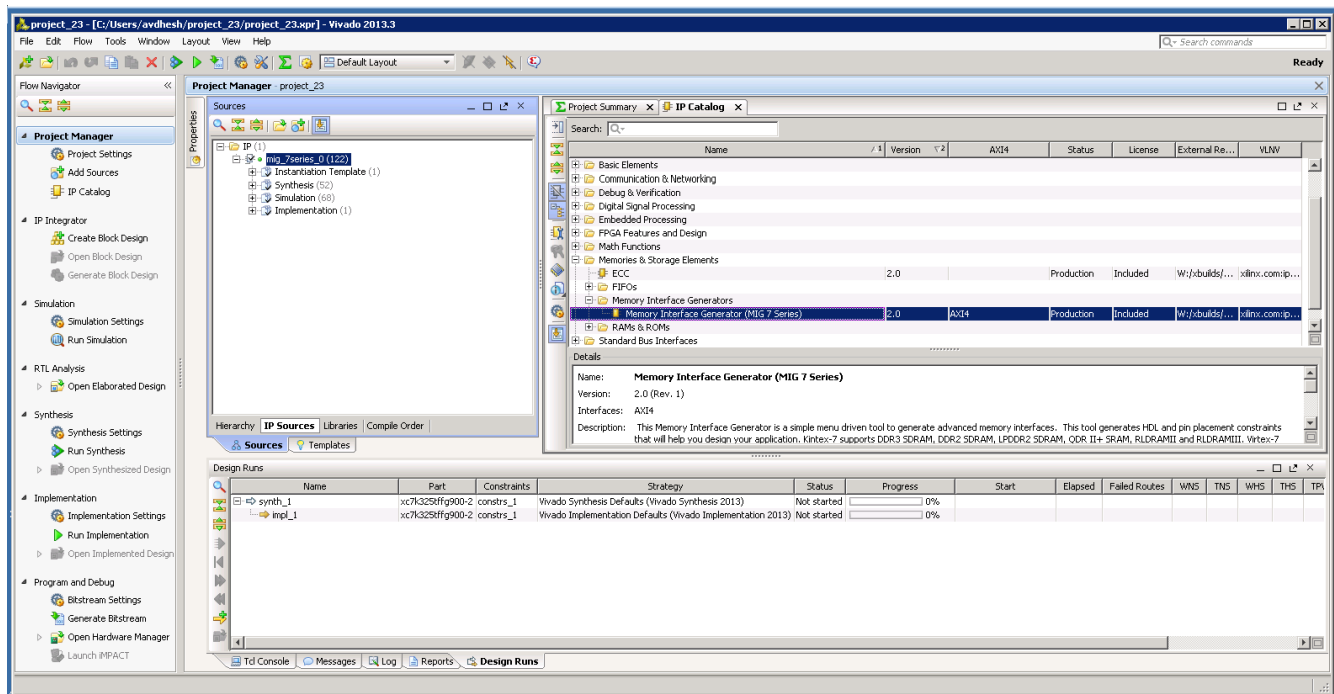 project_23 - [C:/Users/avdhesh/project_23/project_23.xpr] - Vivado 2013.3
File Edit Flow Tools Window Layout View Help
Search commands
Default Layout
Ready
Flow Navigator
Project Manager
Project Settings
Add Sources
IP Catalog
IP Integrator
Create Block Design
Open Block Design
Generate Block Design
Simulation
Simulation Settings
Run Simulation
RTL Analysis
Open Elaborated Design
Synthesis
Synthesis Settings
Run Synthesis
Open Synthesized Design
Implementation
Implementation Settings
Run Implementation
Open Implemented Design
Program and Debug
Bitstream Settings
Generate Bitstream
Open Hardware Manager
Launch iMPACT
Project Manager - project_23
Properties
Sources
IP (1)
mig_7series_0 (122)
Instantiation Template (1)
Synthesis (52)
Simulation (68)
Implementation (1)
Hierarchy IP Sources Libraries Compile Order
Sources Templates
Project Summary IP Catalog
Search:
Name 1 Version 2 AXI4 Status License External Re... VLNV
Basic Elements
Communication & Networking
Debug & Verification
Digital Signal Processing
Embedded Processing
FPGA Features and Design
Math Functions
Memories & Storage Elements
ECC 2.0 Production Included W:/xbuilds/... xilinx.com:ip...
FIFOs
Memory Interface Generators
Memory Interface Generator (MIG 7 Series) 2.0 AXI4 Production Included W:/xbuilds/... xilinx.com:ip...
RAMs & ROMs
Standard Bus Interfaces
Details
Name: Memory Interface Generator (MIG 7 Series)
Version: 2.0 (Rev. 1)
Interfaces: AXI4
Description: This Memory Interface Generator is a simple menu driven tool to generate advanced memory interfaces. This tool generates HDL and pin placement constraints
that will help you design your application. Kintex-7 supports DDR3 SDRAM, DDR2 SDRAM, LPDDR2 SDRAM, QDR II+ SRAM, RLDRAMII and RLDRAMIII. Virtex-7
Design Runs
Name Part Constraints Strategy Status Progress Start Elapsed Failed Routes WNS TNS WHS THS
synth_1 xc7k325tffg900-2 constrs_1 Vivado Synthesis Defaults (Vivado Synthesis 2013) Not started 0%
impl_1 xc7k325tffg900-2 constrs_1 Vivado Implementation Defaults (Vivado Implementation 2013) Not started 0%
Tcl Console Messages Log Reports Design Runs